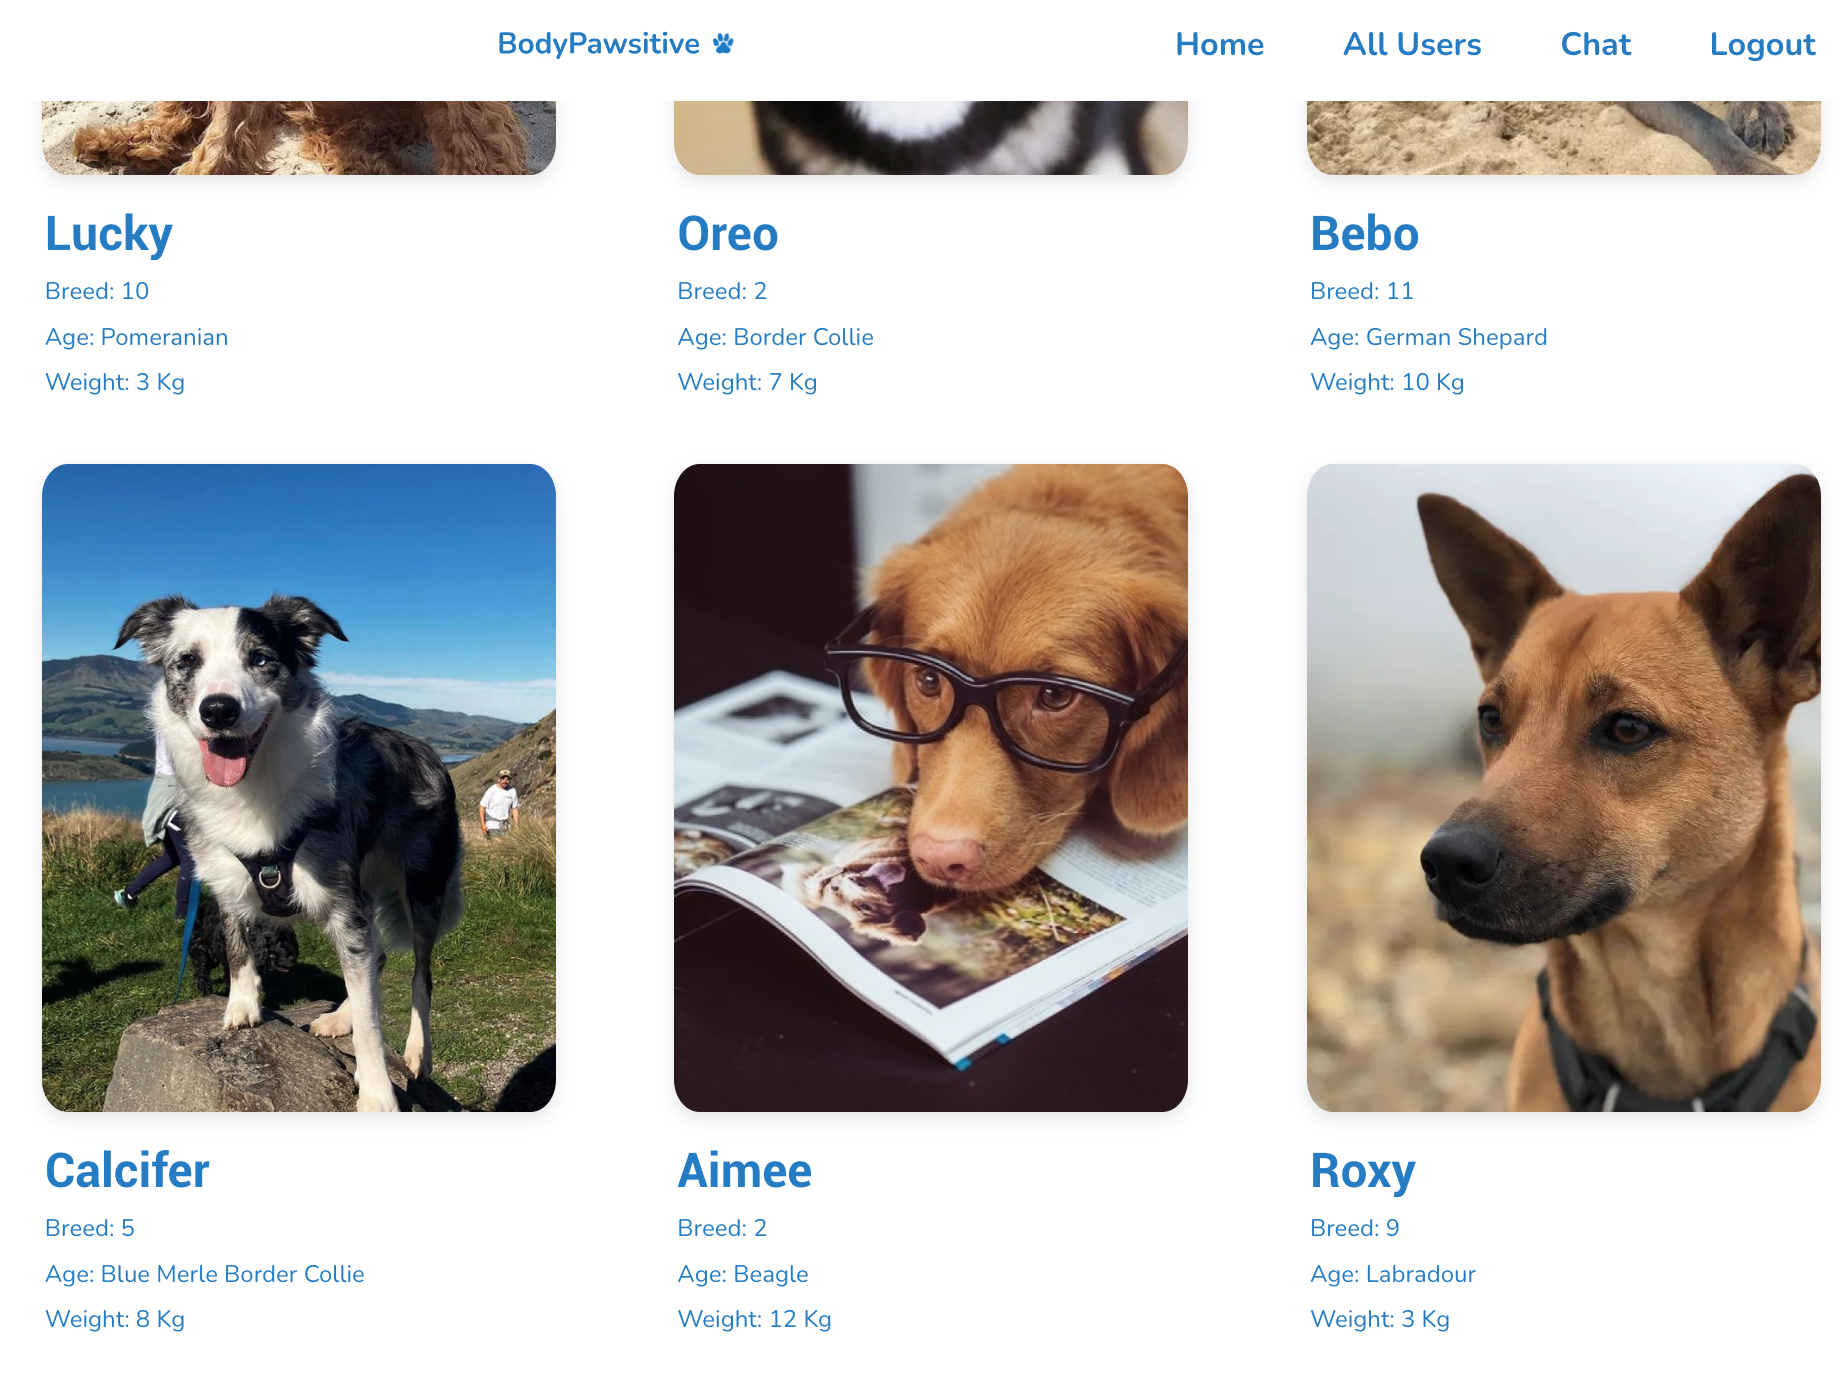 BodyPawsitive
Home
All Users
Chat
Logout
Lucky
Breed: 10
Age: Pomeranian
Weight: 3 Kg
Oreo
Breed: 2
Age: Border Collie
Weight: 7 Kg
Bebo
Breed: 11
Age: German Shepard
Weight: 10 Kg
Calcifer
Breed: 5
Age: Blue Merle Border Collie
Weight: 8 Kg
Aimee
Breed: 2
Age: Beagle
Weight: 12 Kg
Roxy
Breed: 9
Age: Labradour
Weight: 3 Kg